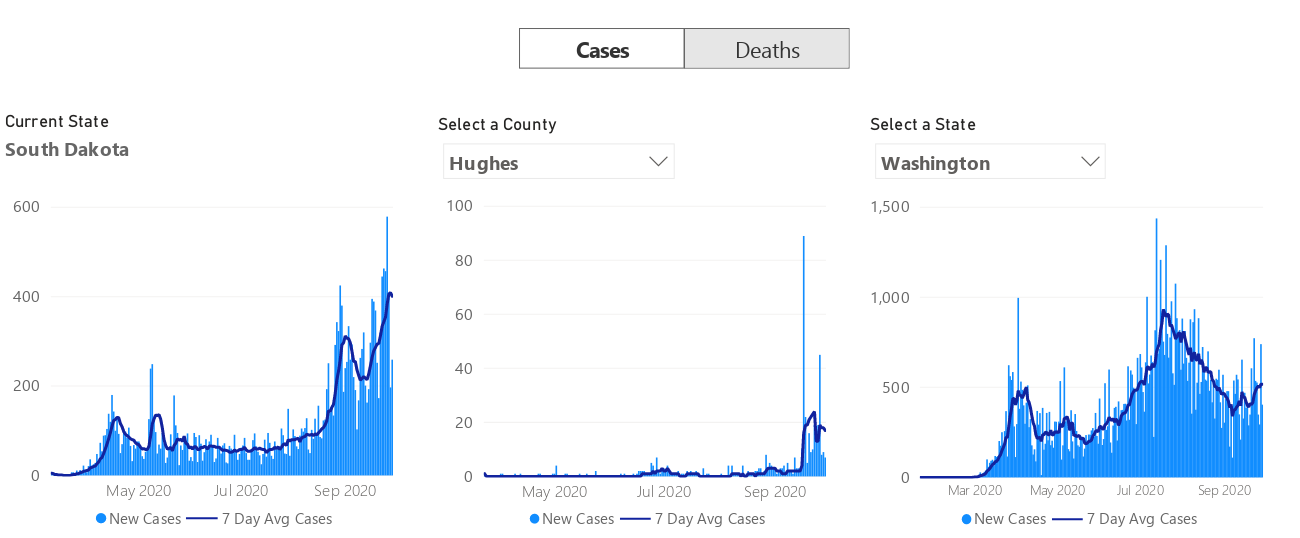 Cases Deaths
Current State
South Dakota
Select a County
Hughes
Select a State
Washington
600
400
200
0
May 2020 Jul 2020 Sep 2020
New Cases 7 Day Avg Cases
100
80
60
40
20
0
May 2020 Jul 2020 Sep 2020
New Cases 7 Day Avg Cases
1,500
1,000
500
0
Mar 2020 May 2020 Jul 2020 Sep 2020
New Cases 7 Day Avg Cases